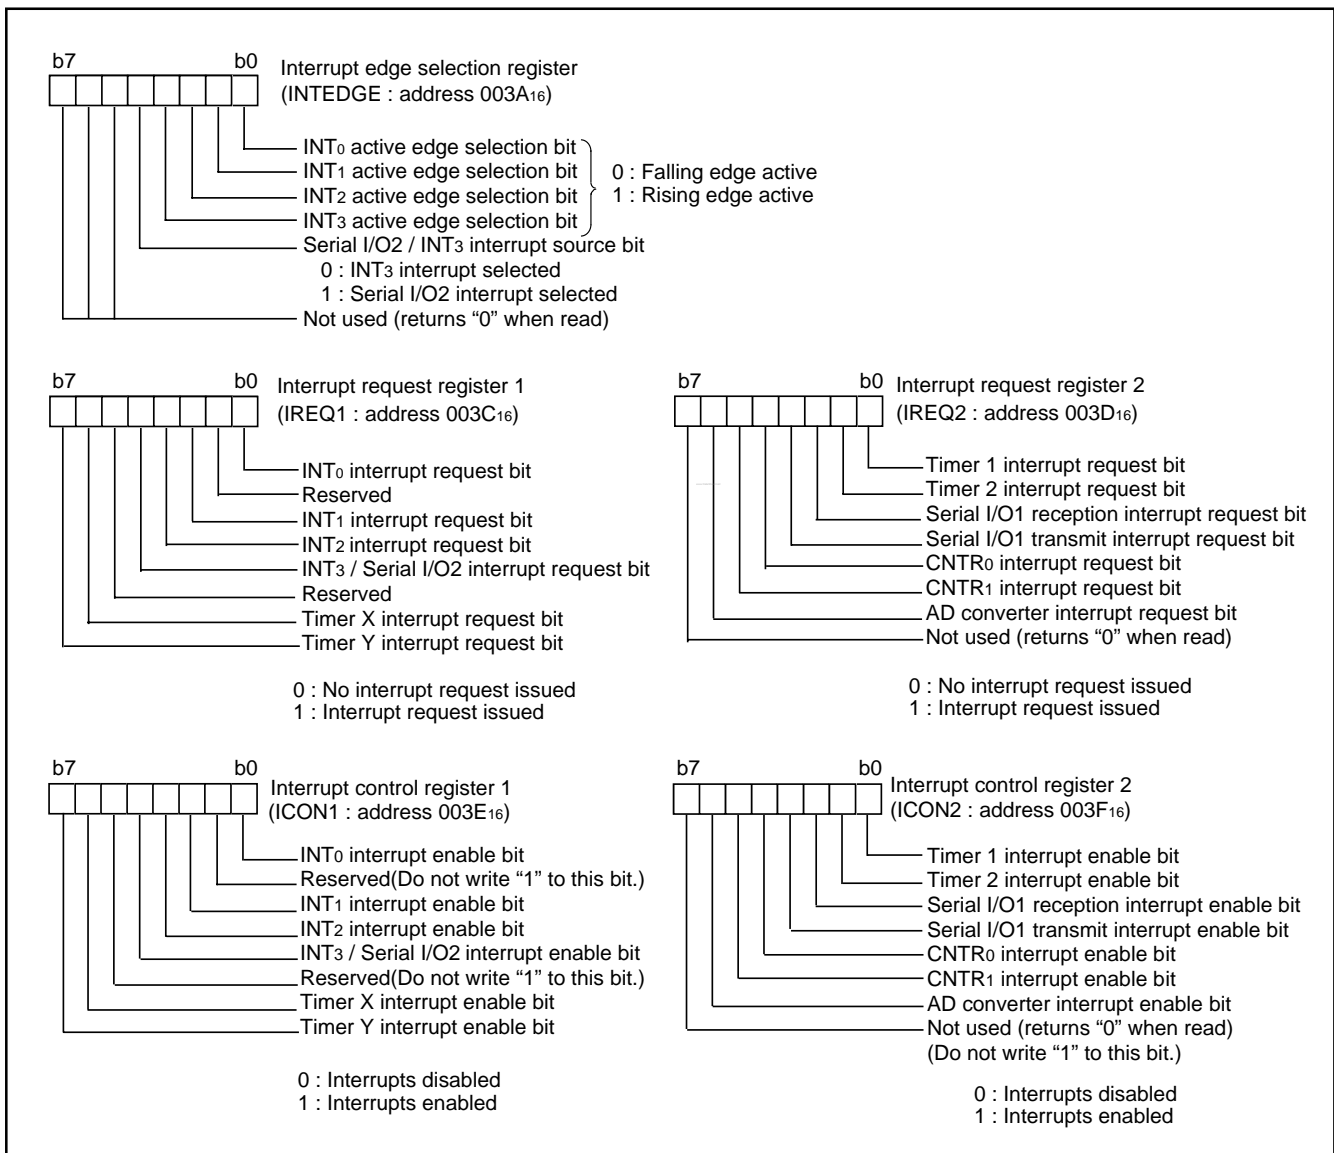 b7 b0
Interrupt edge selection register
(INTEDGE : address 003A16)
INT0 active edge selection bit
INT1 active edge selection bit
INT2 active edge selection bit
INT3 active edge selection bit
0 : Falling edge active
1 : Rising edge active
Serial I/O2 / INT3 interrupt source bit
0 : INT3 interrupt selected
1 : Serial I/O2 interrupt selected
Not used (returns “0” when read)
b7 b0
Interrupt request register 1
(IREQ1 : address 003C16)
INT0 interrupt request bit
Reserved
INT1 interrupt request bit
INT2 interrupt request bit
INT3 / Serial I/O2 interrupt request bit
Reserved
Timer X interrupt request bit
Timer Y interrupt request bit
0 : No interrupt request issued
1 : Interrupt request issued
b7 b0
Interrupt request register 2
(IREQ2 : address 003D16)
Timer 1 interrupt request bit
Timer 2 interrupt request bit
Serial I/O1 reception interrupt request bit
Serial I/O1 transmit interrupt request bit
CNTR0 interrupt request bit
CNTR1 interrupt request bit
AD converter interrupt request bit
Not used (returns “0” when read)
0 : No interrupt request issued
1 : Interrupt request issued
b7 b0
Interrupt control register 1
(ICON1 : address 003E16)
INT0 interrupt enable bit
Reserved(Do not write “1” to this bit.)
INT1 interrupt enable bit
INT2 interrupt enable bit
INT3 / Serial I/O2 interrupt enable bit
Reserved(Do not write “1” to this bit.)
Timer X interrupt enable bit
Timer Y interrupt enable bit
0 : Interrupts disabled
1 : Interrupts enabled
b7 b0
Interrupt control register 2
(ICON2 : address 003F16)
Timer 1 interrupt enable bit
Timer 2 interrupt enable bit
Serial I/O1 reception interrupt enable bit
Serial I/O1 transmit interrupt enable bit
CNTR0 interrupt enable bit
CNTR1 interrupt enable bit
AD converter interrupt enable bit
Not used (returns “0” when read)
(Do not write “1” to this bit.)
0 : Interrupts disabled
1 : Interrupts enabled